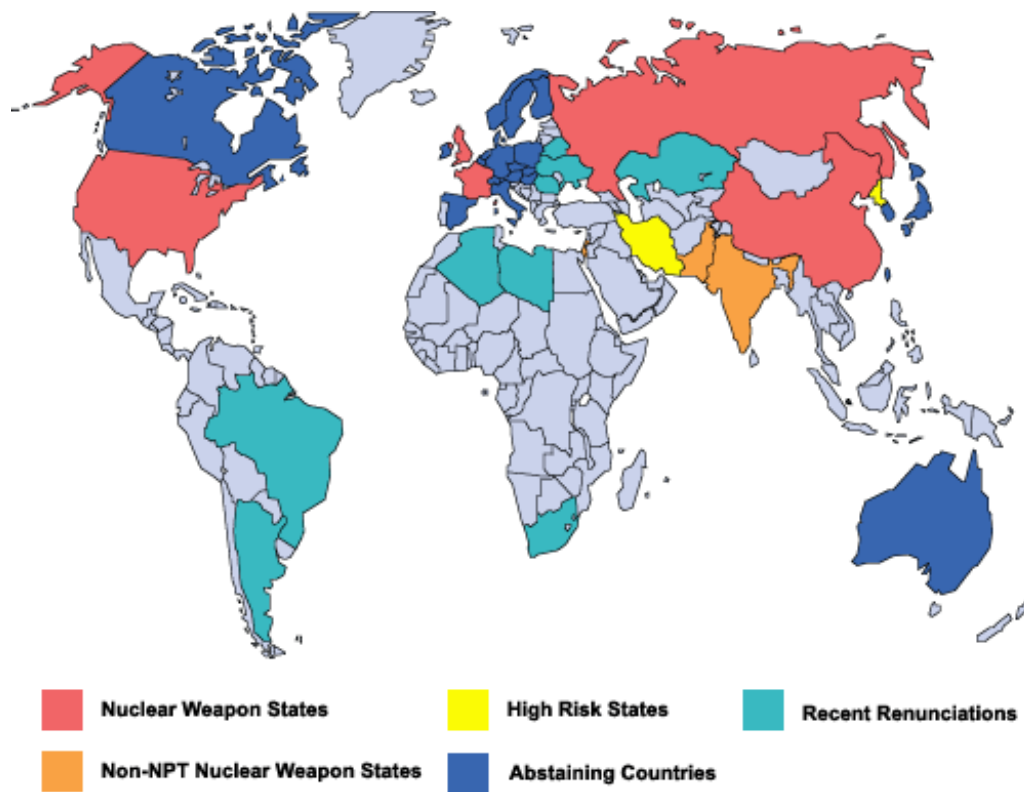 Nuclear Weapon States
High Risk States
Recent Renunciations
Non-NPT Nuclear Weapon States
Abstaining Countries